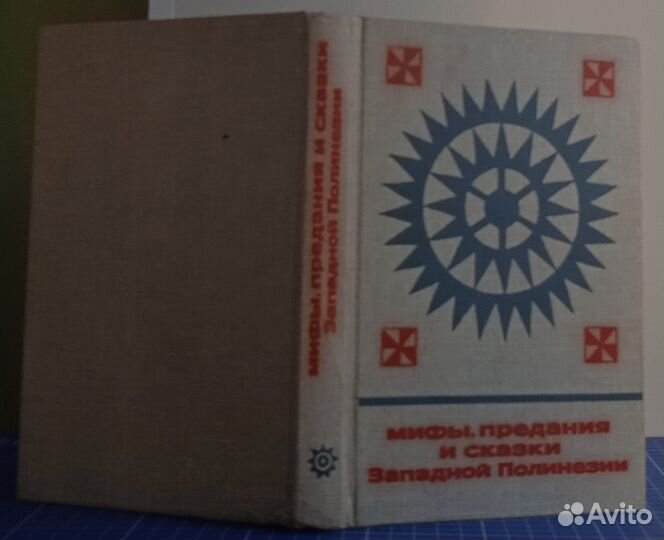 мифы, предания и сказки
Западной Полинезии
мифы, предания
и сказки
Западной Полинезии
Avito